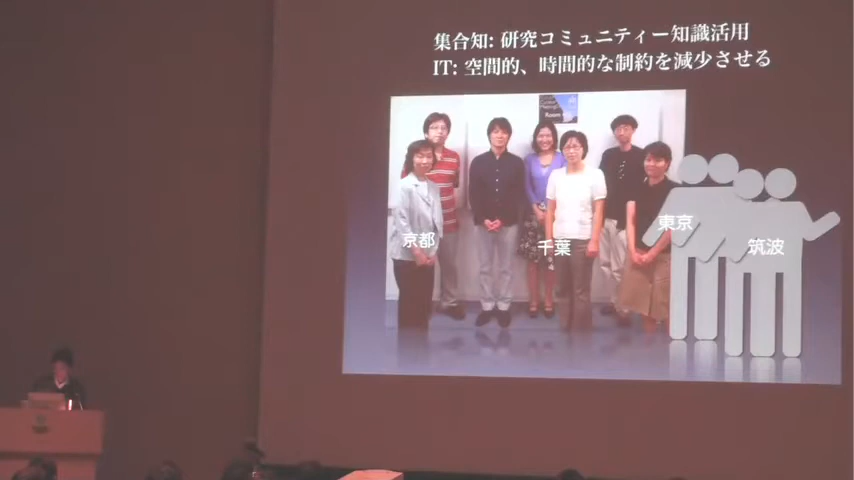 集合知: 研究コミュニティー知識活用
IT: 空間的、時間的な制約を減少させる
京都
千葉
東京
筑波